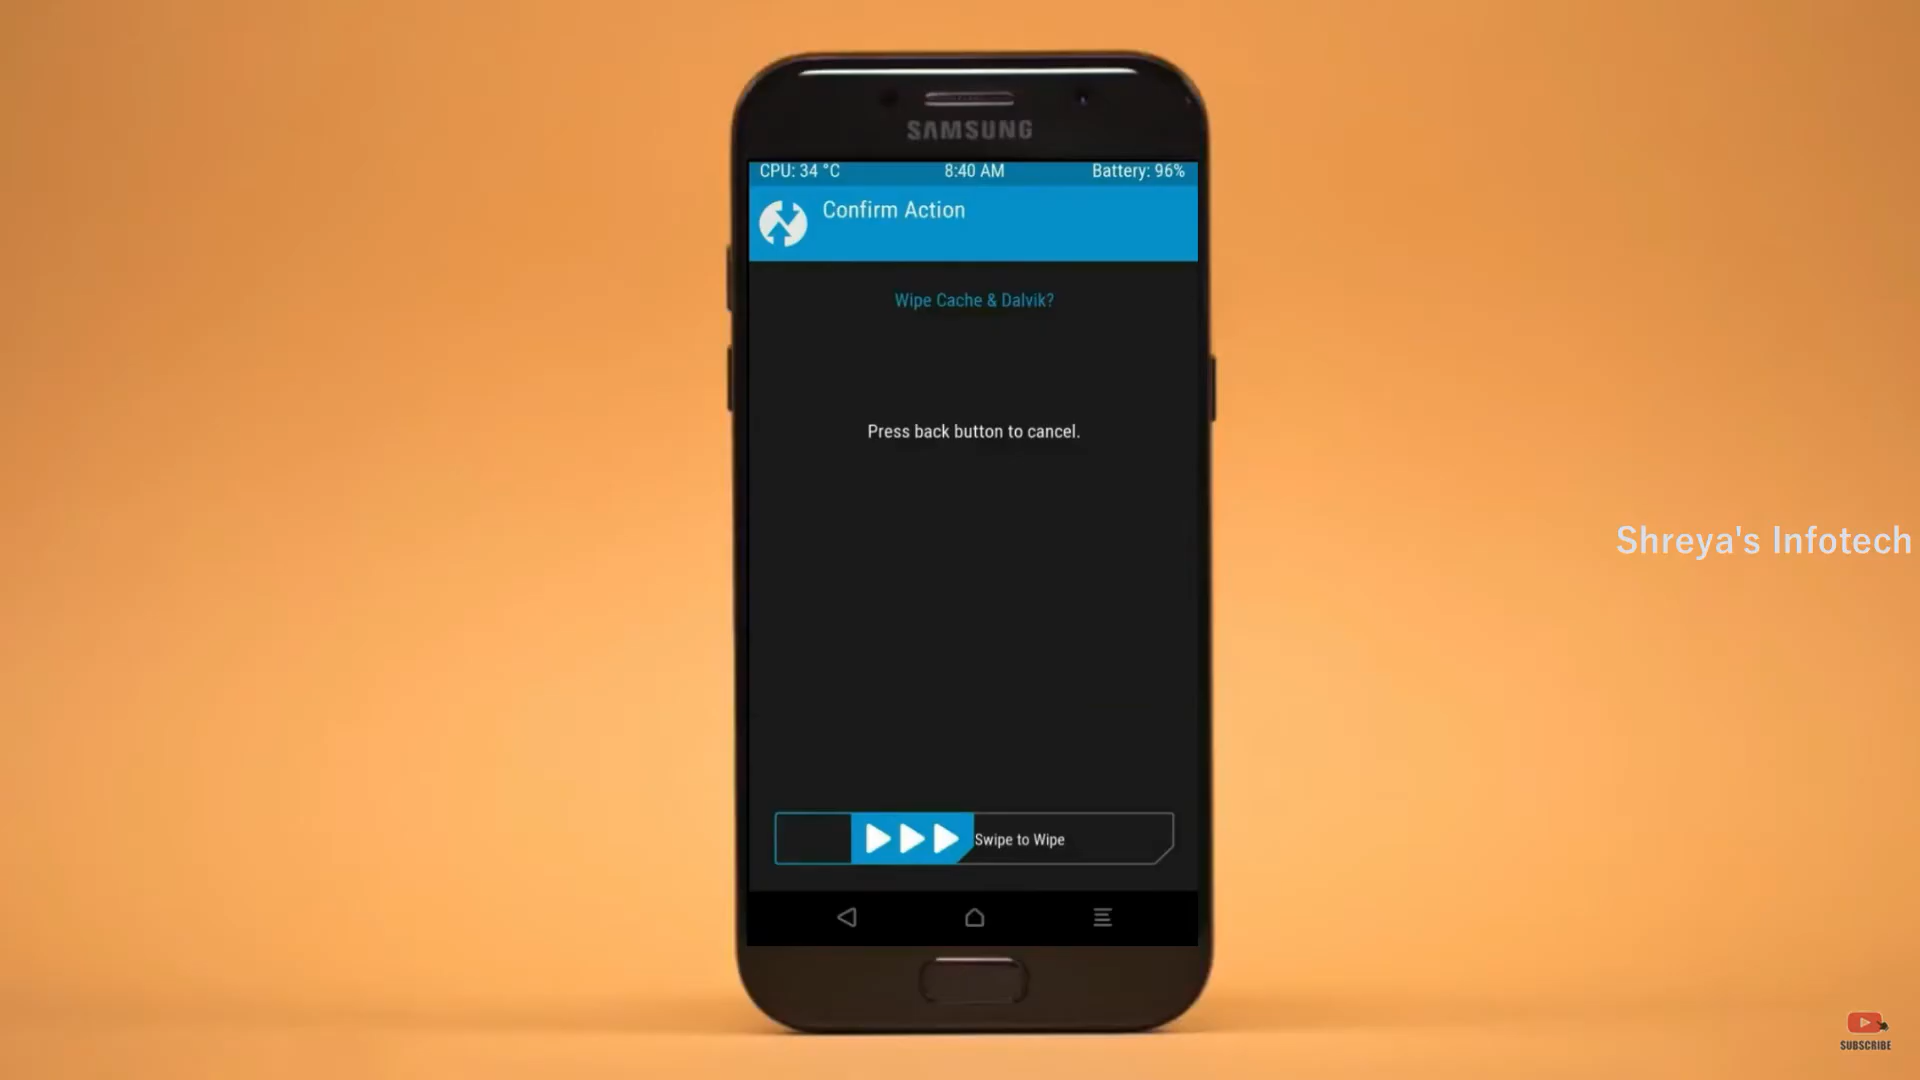 SAMSUNG
CPU: 34 °C 8:40 AM Battery: 96%
Confirm Action
Wipe Cache & Dalvik?
Press back button to cancel.
Shreya's Infotech
Swipe to Wipe
SUBSCRIBE